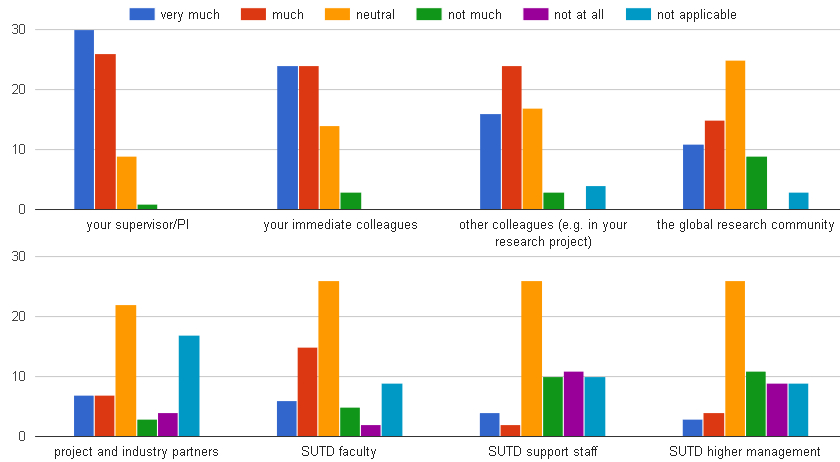 very much much neutral not much not at all not applicable
30
20
10
0
your supervisor/PI your immediate colleagues other colleagues (e.g. in your the global research community
research project)
30
20
10
0
project and industry partners SUTD faculty SUTD support staff SUTD higher management